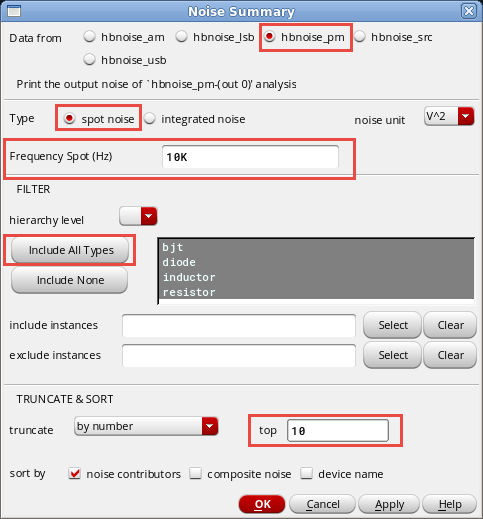 Noise Summary
Data from hbnoise_am hbnoise_lsb hbnoise_pm hbnoise_src
hbnoise_usb
Print the output noise of `hbnoise_pm-(out 0)' analysis
Type spot noise integrated noise noise unit V^2
Frequency Spot (Hz) 10K
FILTER
hierarchy level
Include All Types
Include None
bjt
diode
inductor
resistor
include instances Select Clear
exclude instances Select Clear
TRUNCATE & SORT
truncate by number top 10
sort by noise contributors composite noise device name
OK Cancel Apply Help